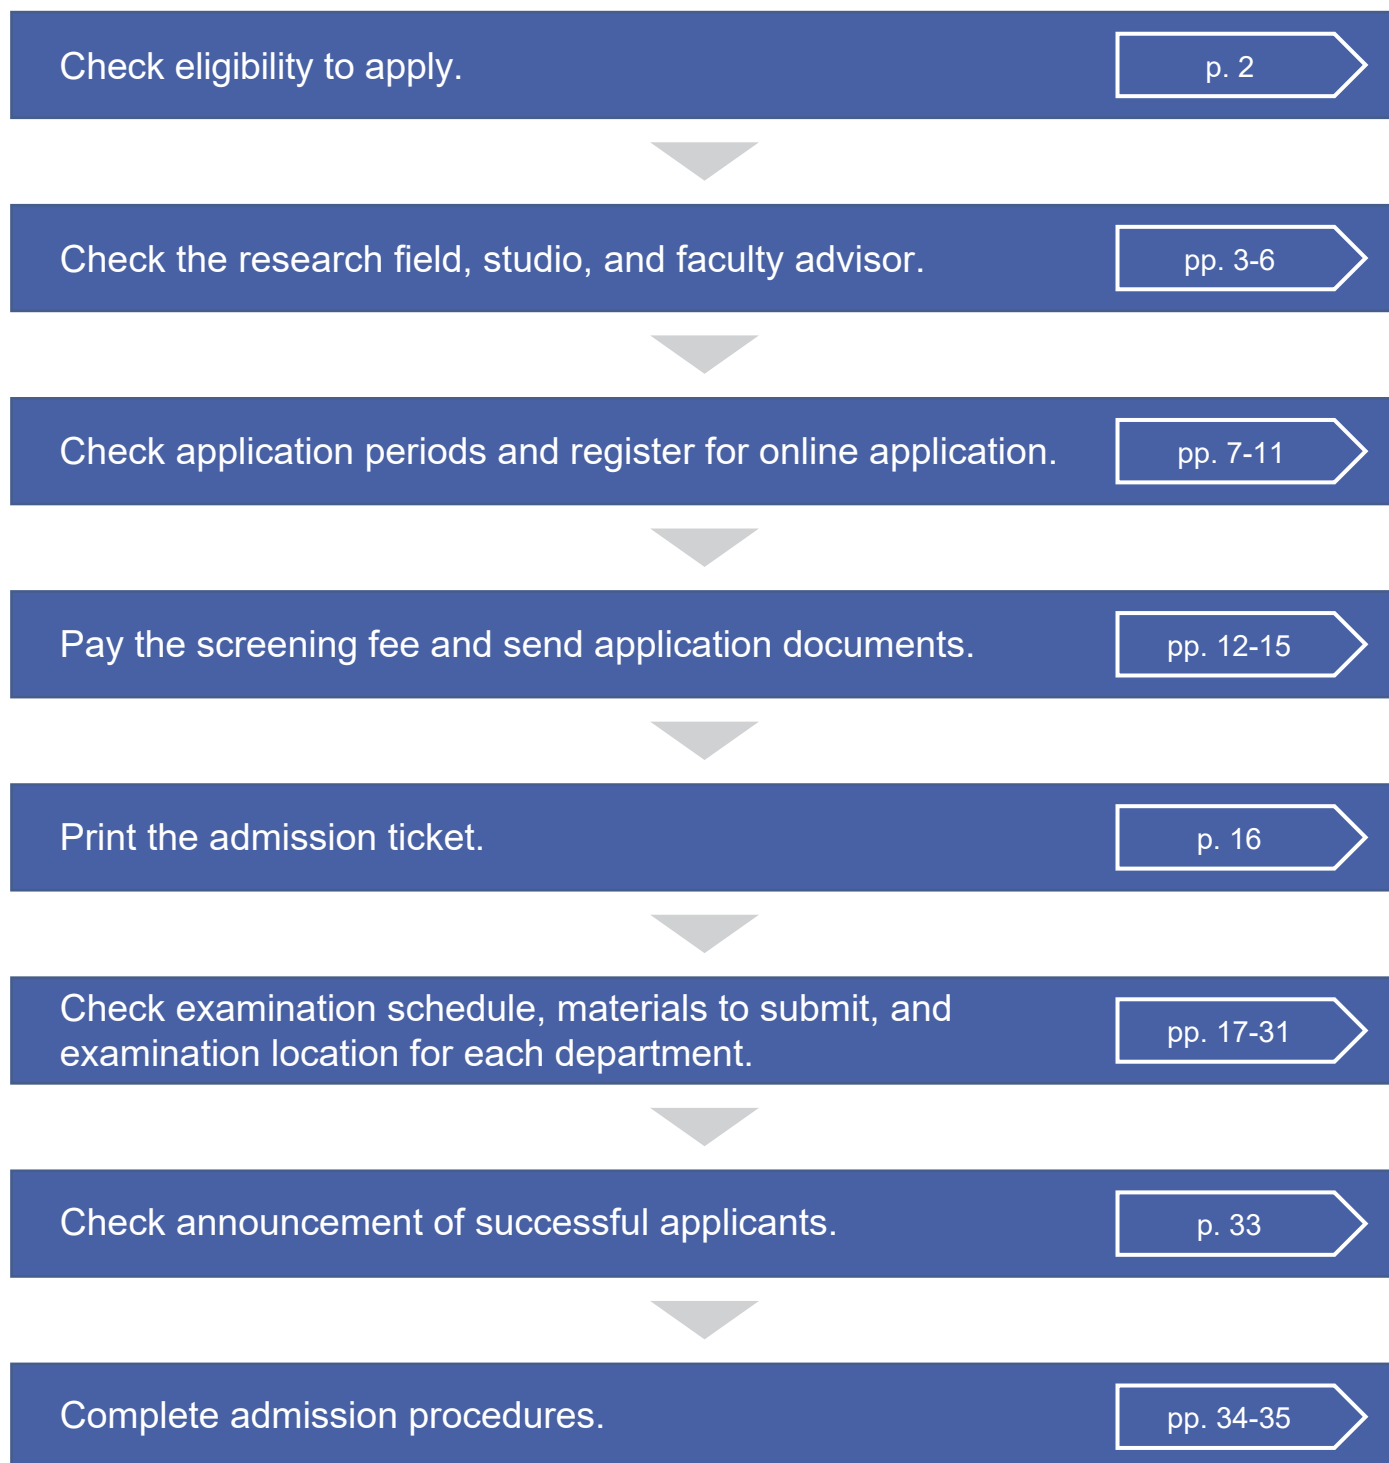 Check eligibility to apply.
p. 2
Check the research field, studio, and faculty advisor.
pp. 3-6
Check application periods and register for online application.
pp. 7-11
Pay the screening fee and send application documents.
pp. 12-15
Print the admission ticket.
p. 16
Check examination schedule, materials to submit, and
examination location for each department.
pp. 17-31
Check announcement of successful applicants.
p. 33
Complete admission procedures.
pp. 34-35